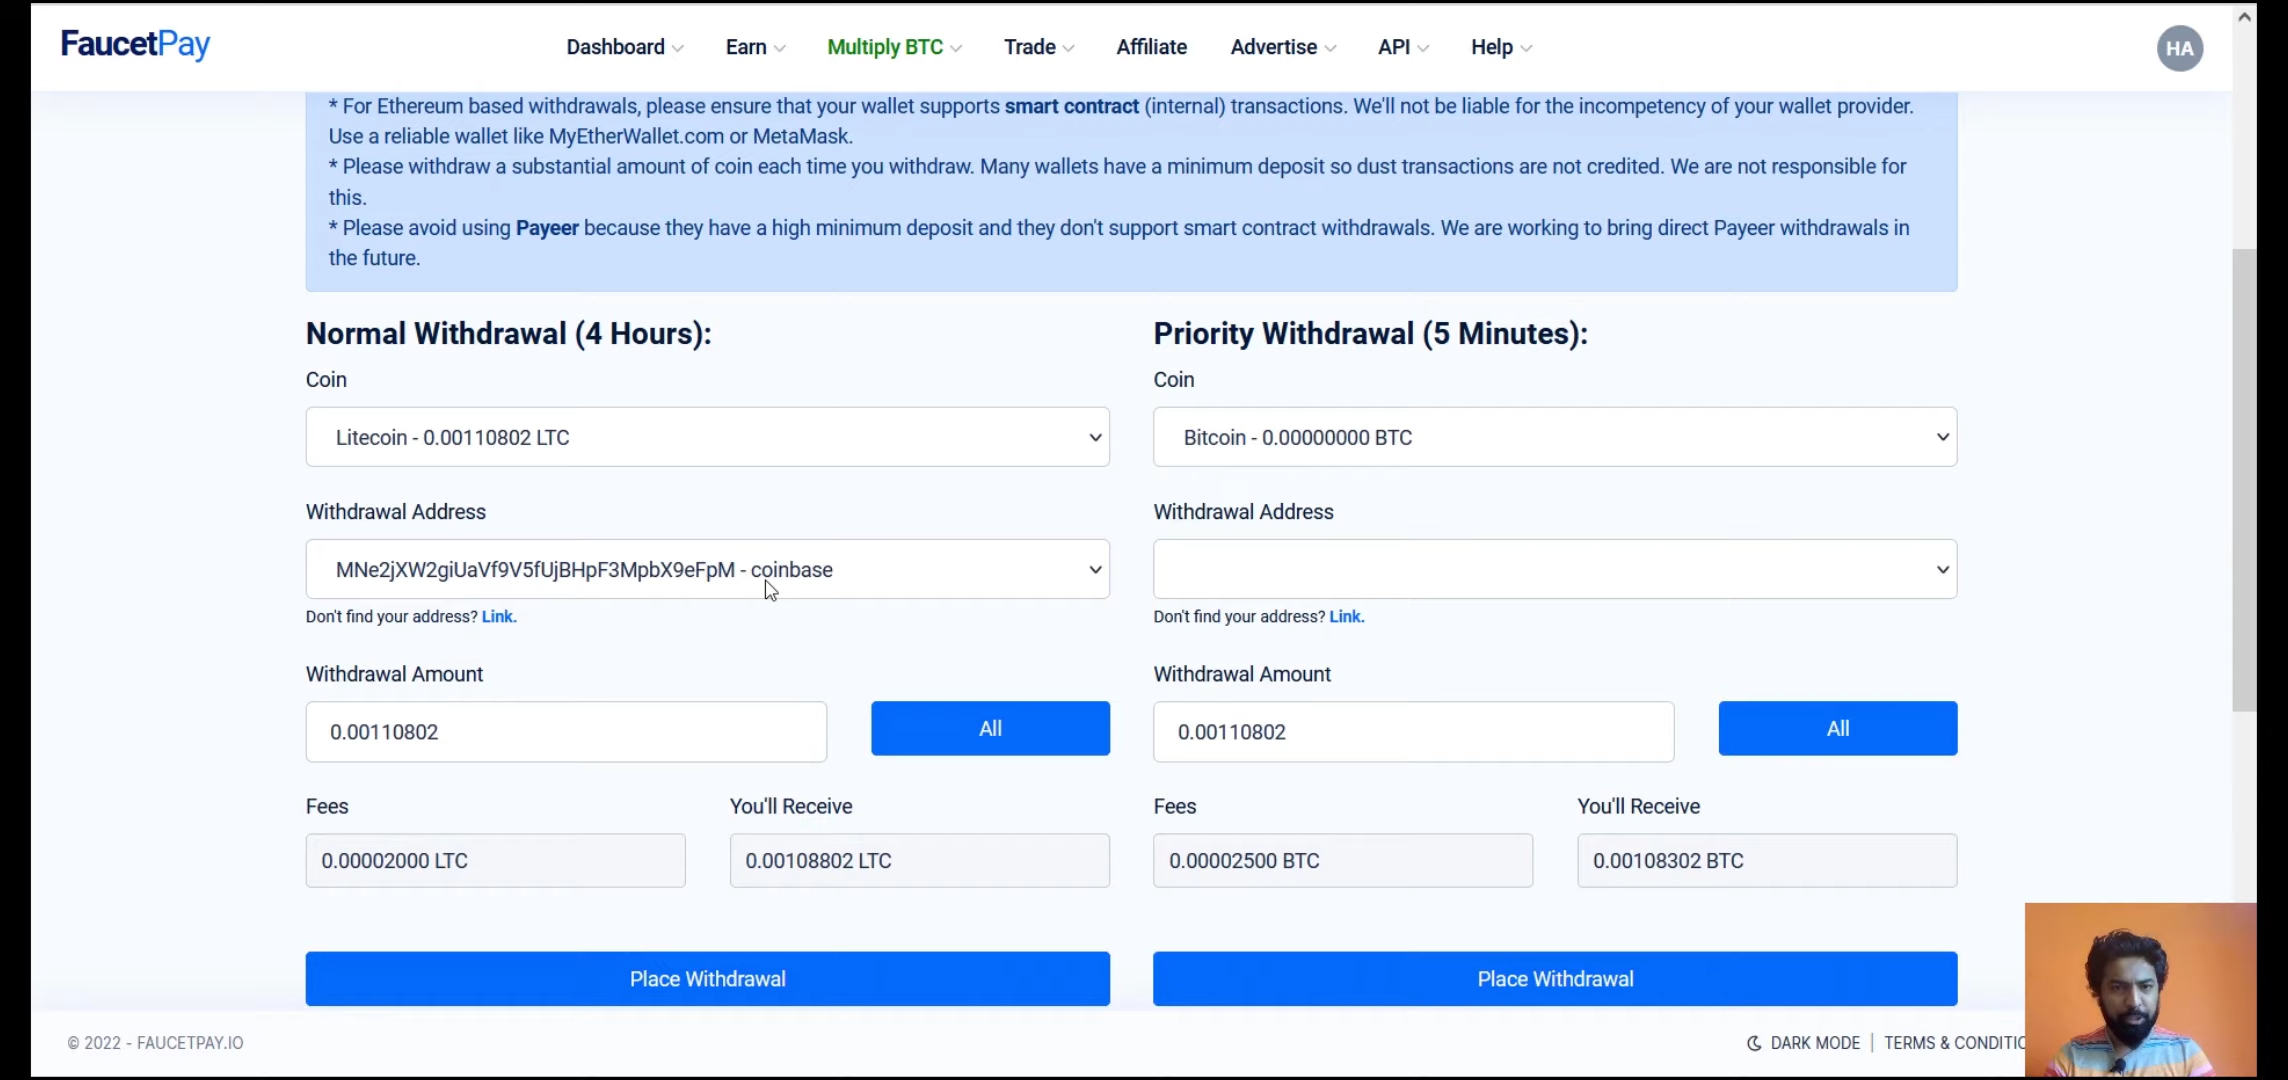 FaucetPay
Dashboard
Earn
Multiply BTC
Trade
Affiliate
Advertise
API
Help
HA
* For Ethereum based withdrawals, please ensure that your wallet supports smart contract (internal) transactions. We'll not be liable for the incompetency of your wallet provider.
Use a reliable wallet like MyEtherWallet.com or MetaMask.
* Please withdraw a substantial amount of coin each time you withdraw. Many wallets have a minimum deposit so dust transactions are not credited. We are not responsible for
this.
* Please avoid using Payeer because they have a high minimum deposit and they don't support smart contract withdrawals. We are working to bring direct Payeer withdrawals in
the future.
Normal Withdrawal (4 Hours):
Coin
Litecoin - 0.00110802 LTC
Withdrawal Address
MNe2jXW2giUaVf9V5fUjBHpF3MpbX9eFpM - coinbase
Don't find your address? Link.
Withdrawal Amount
0.00110802
All
Fees
You'll Receive
0.00002000 LTC
0.00108802 LTC
Place Withdrawal
Priority Withdrawal (5 Minutes):
Coin
Bitcoin - 0.00000000 BTC
Withdrawal Address
Don't find your address? Link.
Withdrawal Amount
0.00110802
All
Fees
You'll Receive
0.00002500 BTC
0.00108302 BTC
Place Withdrawal
© 2022 - FAUCETPAY.IO
DARK MODE | TERMS & CONDITIO